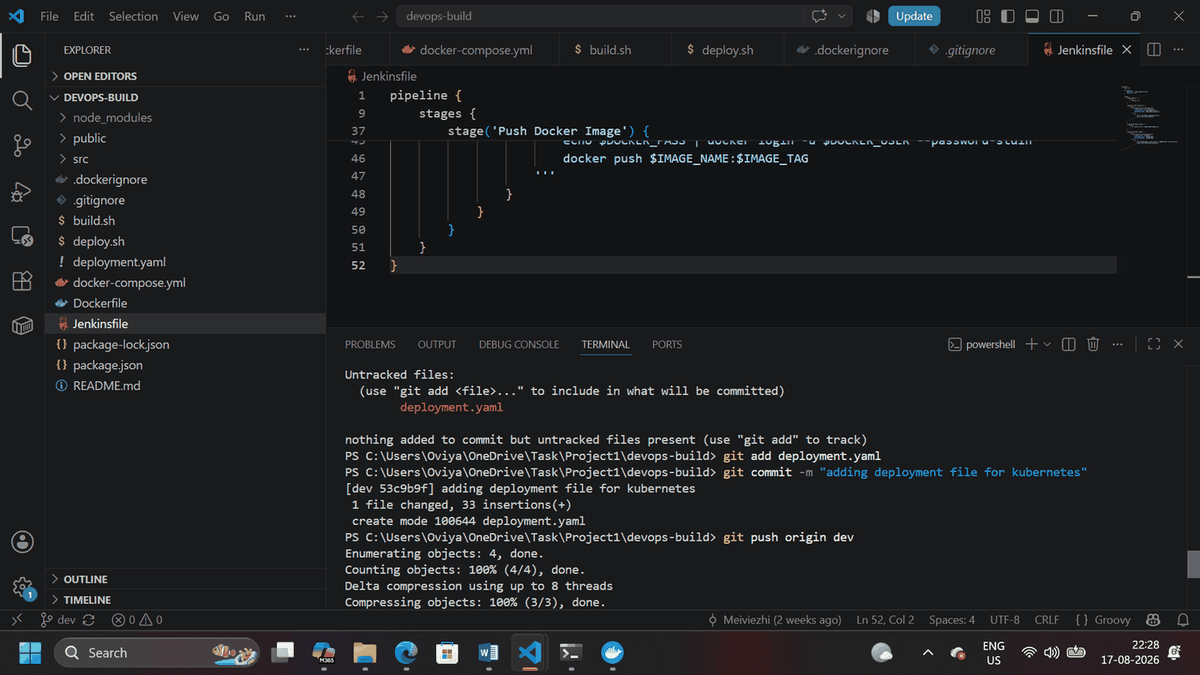 File Edit Selection View Go Run ... devops-build Update
EXPLORER ...
OPEN EDITORS
DEVOPS-BUILD
node_modules
public
src
.dockerignore
.gitignore
$ build.sh
$ deploy.sh
! deployment.yaml
docker-compose.yml
Dockerfile
Jenkinsfile
{} package-lock.json
{} package.json
README.md
OUTLINE
TIMELINE
ckerfile docker-compose.yml $ build.sh $ deploy.sh .dockerignore .gitignore Jenkinsfile ...
Jenkinsfile
1 pipeline {
9 stages {
37 stage('Push Docker Image') {
45 echo $DOCKER_PASS | docker login -u $DOCKER_USER --password-stdin
46 docker push $IMAGE_NAME:$IMAGE_TAG
47 '''
48 }
49 }
50 }
51 }
52 }
PROBLEMS OUTPUT DEBUG CONSOLE TERMINAL PORTS powershell ...
Untracked files:
(use "git add <file>..." to include in what will be committed)
deployment.yaml
nothing added to commit but untracked files present (use "git add" to track)
PS C:\Users\Oviya\OneDrive\Task\Project1\devops-build> git add deployment.yaml
PS C:\Users\Oviya\OneDrive\Task\Project1\devops-build> git commit -m "adding deployment file for kubernetes"
[dev 53c9b9f] adding deployment file for kubernetes
1 file changed, 33 insertions(+)
create mode 100644 deployment.yaml
PS C:\Users\Oviya\OneDrive\Task\Project1\devops-build> git push origin dev
Enumerating objects: 4, done.
Counting objects: 100% (4/4), done.
Delta compression using up to 8 threads
Compressing objects: 100% (3/3), done.
1
dev 0 0 Meiviezhi (2 weeks ago) Ln 52, Col 2 Spaces: 4 UTF-8 CRLF {} Groovy
Search M365 W ENG 22:28
US 17-08-2026